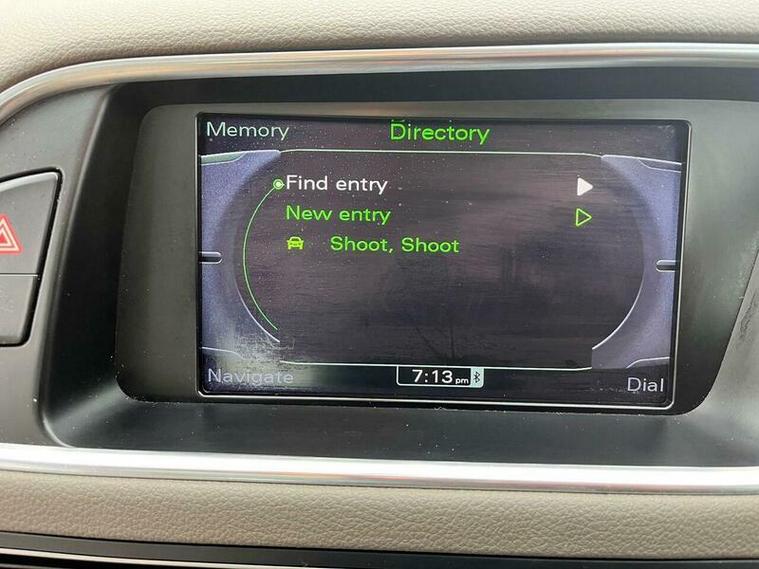 Memory
Directory
Find entry
New entry
Shoot, Shoot
Navigate
7:13 pm
Dial